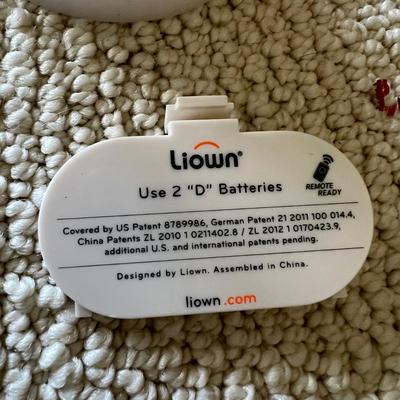 Liown®
Use 2 "D" Batteries
REMOTE
READY
Covered by US Patent 8789986, German Patent 21 2011 100 014.4,
China Patents ZL 2010 1 0211402.8 / ZL 2012 1 0170423.9,
additional U.S. and international patents pending.
Designed by Liown. Assembled in China.
liown.com